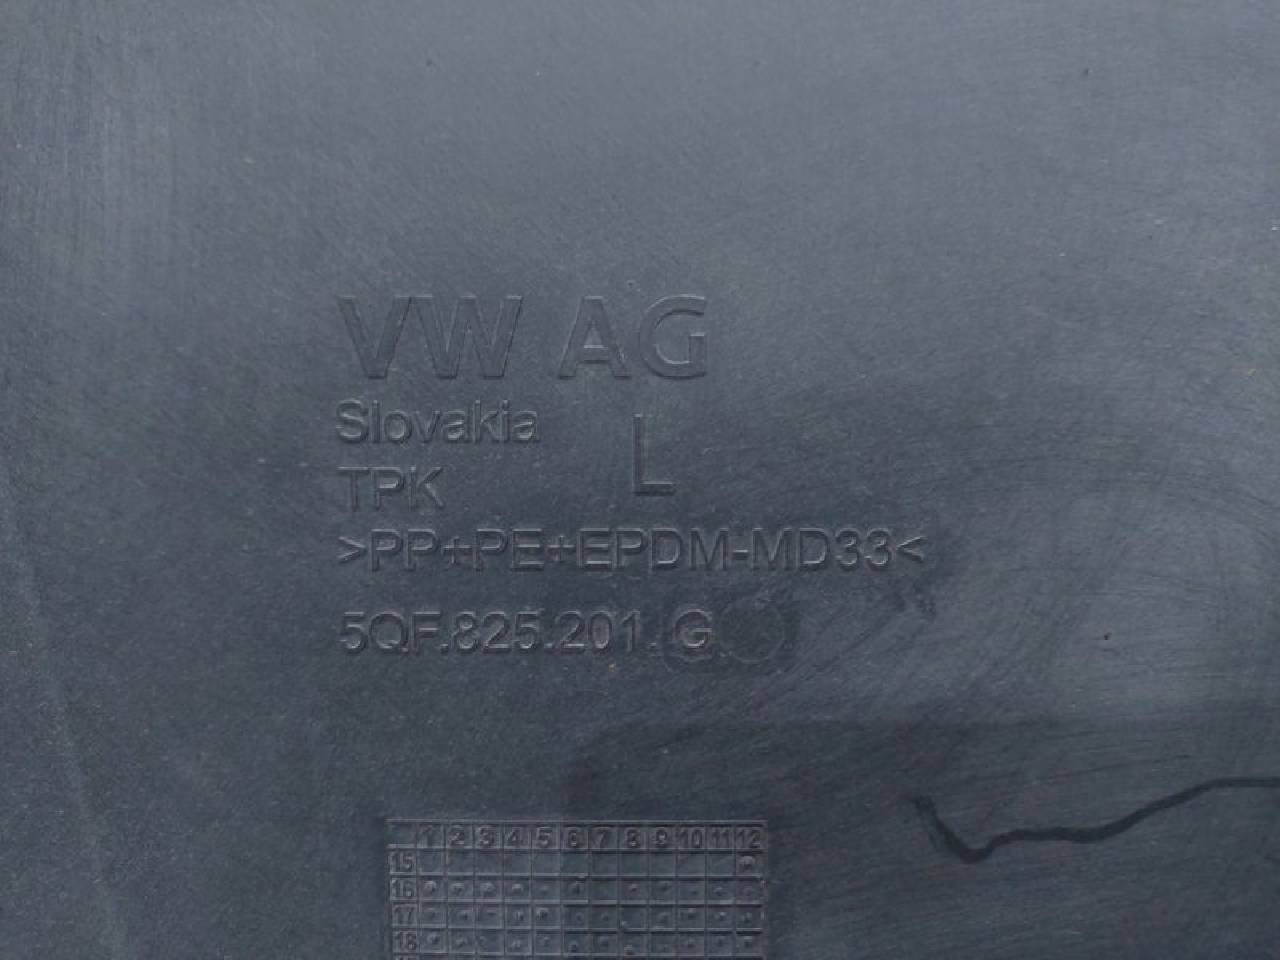 VW AG
Slovakia L
TPK
>PP+PE+EPDM-MD33<
5QF.825.201.G
1 2 3 4 5 6 7 8 9 10 11 12
15
16
17
18